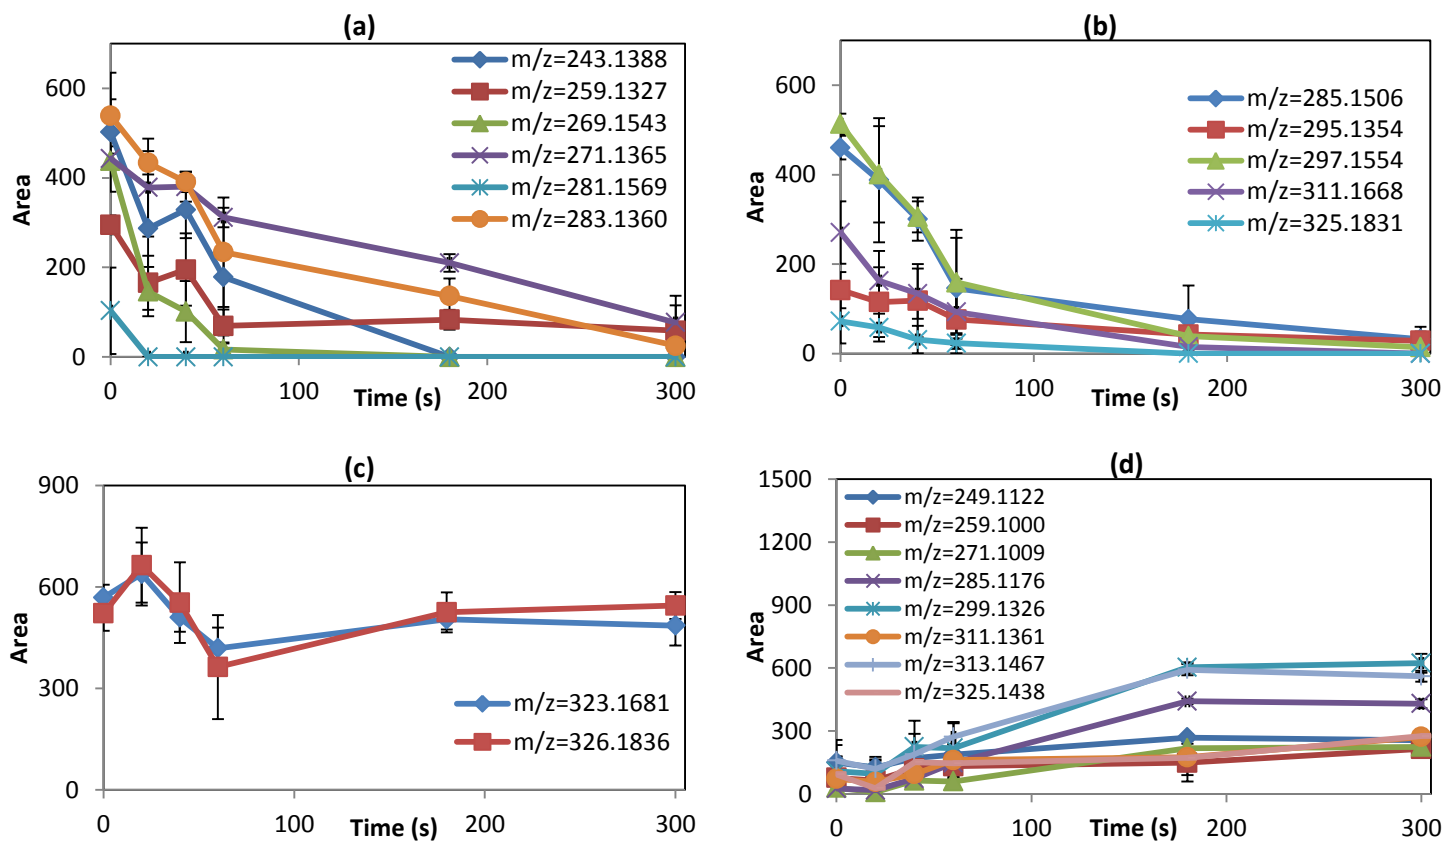 (a)
600
400
200
0
Area
m/z=243.1388
m/z=259.1327
m/z=269.1543
m/z=271.1365
m/z=281.1569
m/z=283.1360
0
100
200
300
Time (s)
(b)
600
400
200
0
Area
m/z=285.1506
m/z=295.1354
m/z=297.1554
m/z=311.1668
m/z=325.1831
0
100
200
300
Time (s)
(c)
900
600
300
0
Area
m/z=323.1681
m/z=326.1836
0
100
200
300
Time (s)
(d)
1500
1200
900
600
300
0
Area
m/z=249.1122
m/z=259.1000
m/z=271.1009
m/z=285.1176
m/z=299.1326
m/z=311.1361
m/z=313.1467
m/z=325.1438
0
100
200
300
Time (s)